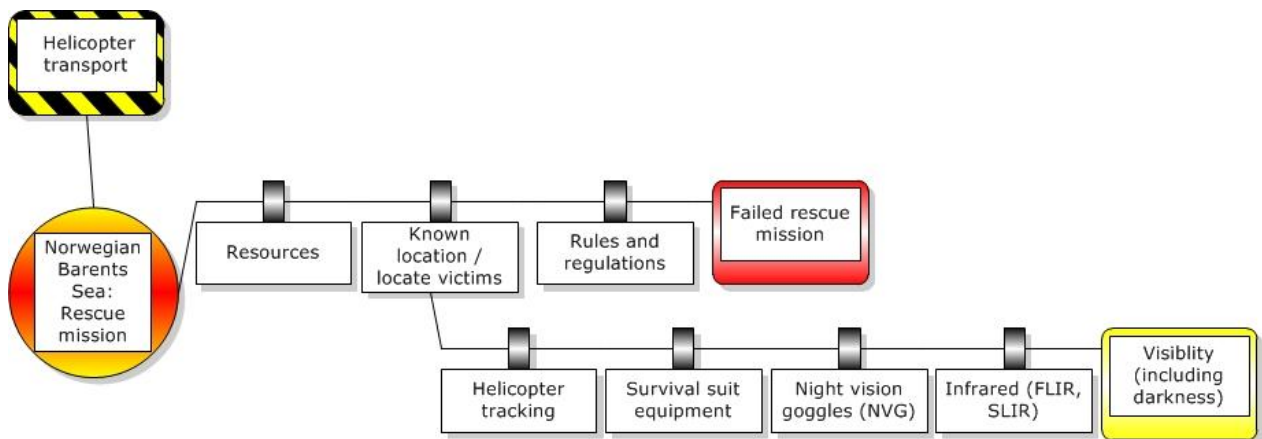 Helicopter
transport
Norwegian
Barents
Sea:
Rescue
mission
Resources
Known
location /
locate victims
Rules and
regulations
Failed rescue
mission
Helicopter
tracking
Survival suit
equipment
Night vision
goggles (NVG)
Infrared (FLIR,
SLIR)
Visiblity
(including
darkness)